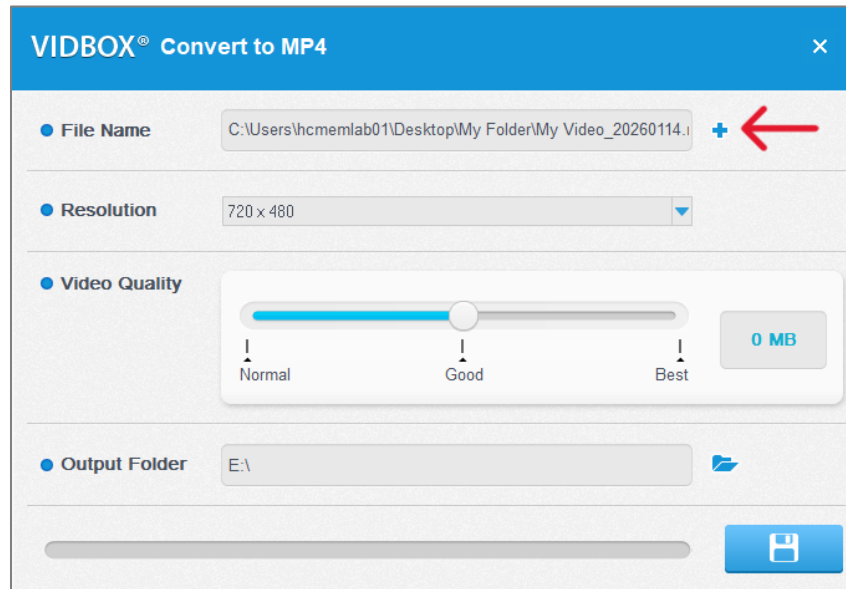 VIDBOX® Convert to MP4
File Name
C:\Users\hcmemlab01\Desktop\My Folder\My Video_20260114.
Resolution
720 x 480
Video Quality
0 MB
Normal Good Best
Output Folder
E:\